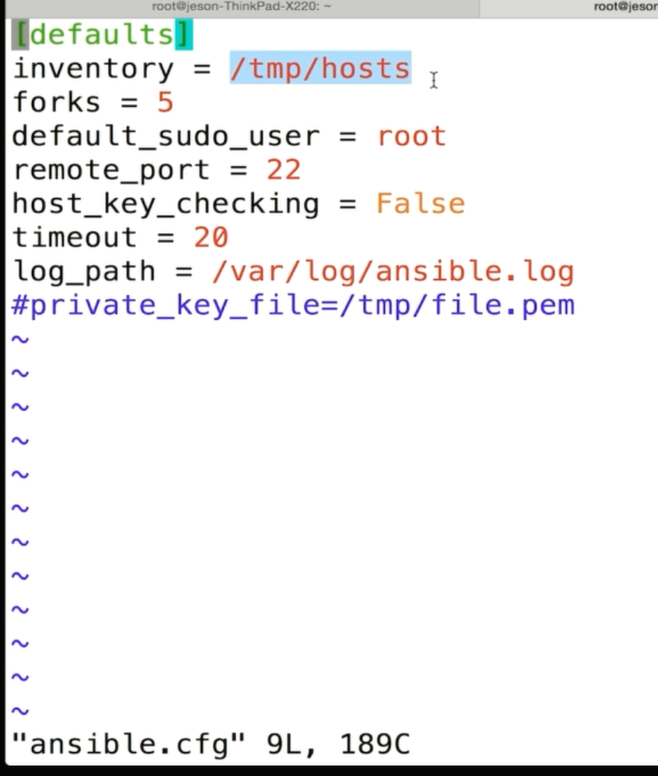 root@jeson-ThinkPad-X220: ~
root@jeson
[defaults]
inventory = /tmp/hosts
forks = 5
default_sudo_user = root
remote_port = 22
host_key_checking = False
timeout = 20
log_path = /var/log/ansible.log
#private_key_file=/tmp/file.pem
~
~
~
~
~
~
~
~
~
~
~
~
"ansible.cfg" 9L, 189C